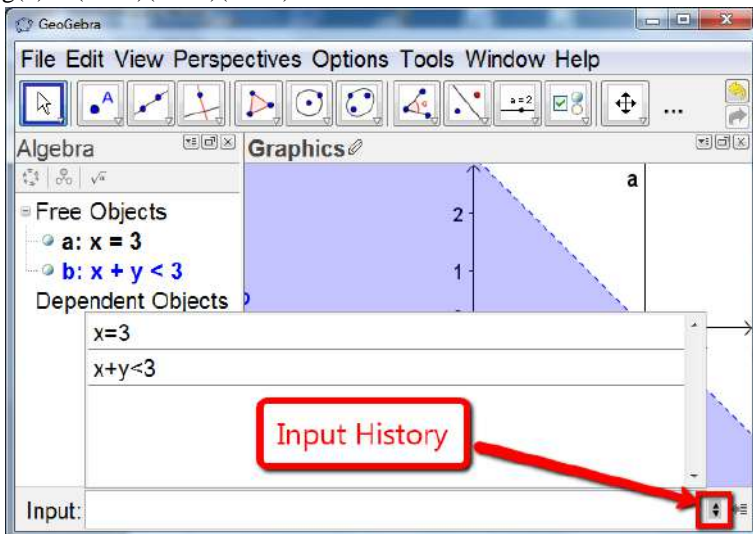 GeoGebra
File Edit View Perspectives Options Tools Window Help
A
a=2
...
Algebra
Graphics
Free Objects
a: x = 3
b: x + y < 3
Dependent Objects
2
a
1
x=3
x+y<3
Input History
Input: